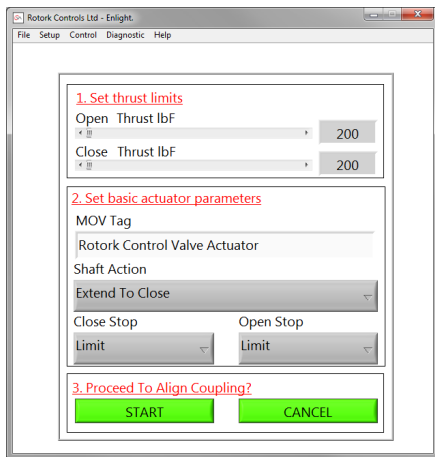 Rotork Controls Ltd - Enlight.
File Setup Control Diagnostic Help
1. Set thrust limits
Open Thrust lbF
200
Close Thrust lbF
200
2. Set basic actuator parameters
MOV Tag
Rotork Control Valve Actuator
Shaft Action
Extend To Close
Close Stop Open Stop
Limit Limit
3. Proceed To Align Coupling?
START CANCEL